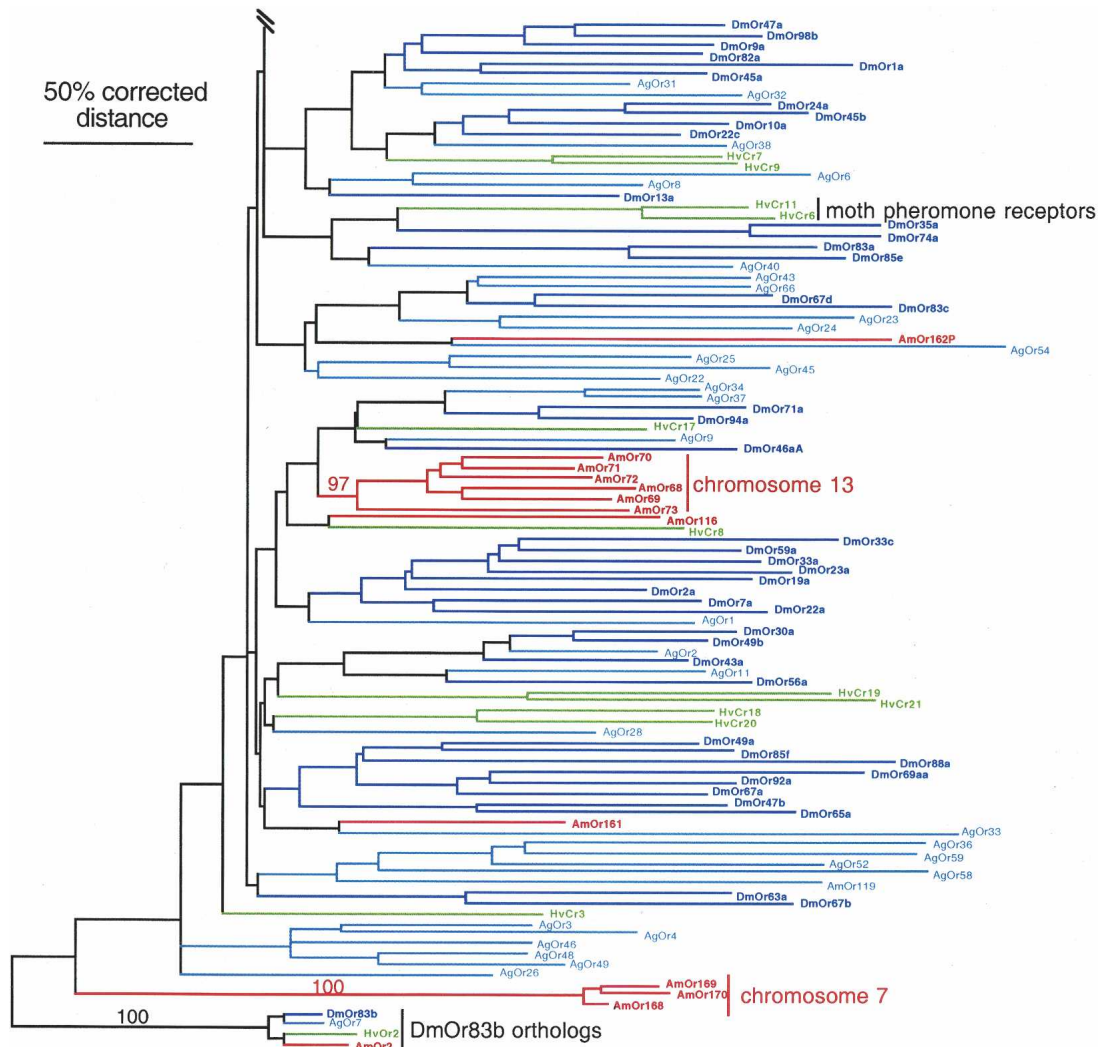 DmOr47a
DmOr98b
DmOr9a
DmOr82a
DmOr1a
DmOr45a
50% corrected
distance
AgOr31
AgOr32
DmOr24a
DmOr45b
DmOr10a
DmOr22c
AgOr38
HvCr7
HvCr9
AgOr6
AgOr8
DmOr13a
HvCr11
HvCr6
moth pheromone receptors
DmOr35a
DmOr74a
DmOr83a
DmOr85e
AgOr40
AgOr43
AgOr66
DmOr67d
DmOr83c
AgOr23
AgOr24
AmOr162P
AgOr54
AgOr25
AgOr45
AgOr22
AgOr34
AgOr37
DmOr71a
DmOr94a
HvCr17
AgOr9
DmOr46aA
AmOr70
AmOr71
AmOr72
97
AmOr68
chromosome 13
AmOr69
AmOr73
AmOr116
HvCr8
DmOr33c
DmOr59a
DmOr33a
DmOr23a
DmOr19a
DmOr2a
DmOr7a
DmOr22a
AgOr1
DmOr30a
DmOr49b
AgOr2
DmOr43a
AgOr11
DmOr56a
HvCr19
HvCr21
HvCr18
HvCr20
AgOr28
DmOr49a
DmOr85f
DmOr88a
DmOr69aa
DmOr92a
DmOr67a
DmOr47b
DmOr65a
AmOr161
AgOr33
AgOr36
AgOr59
AgOr52
AgOr58
AmOr119
DmOr63a
DmOr67b
HvCr3
AgOr3
AgOr4
AgOr46
AgOr48
AgOr49
AgOr26
100
AmOr169
AmOr170
chromosome 7
AmOr168
100
DmOr83b
AgOr7
HvOr2
DmOr83b orthologs
AmOr2